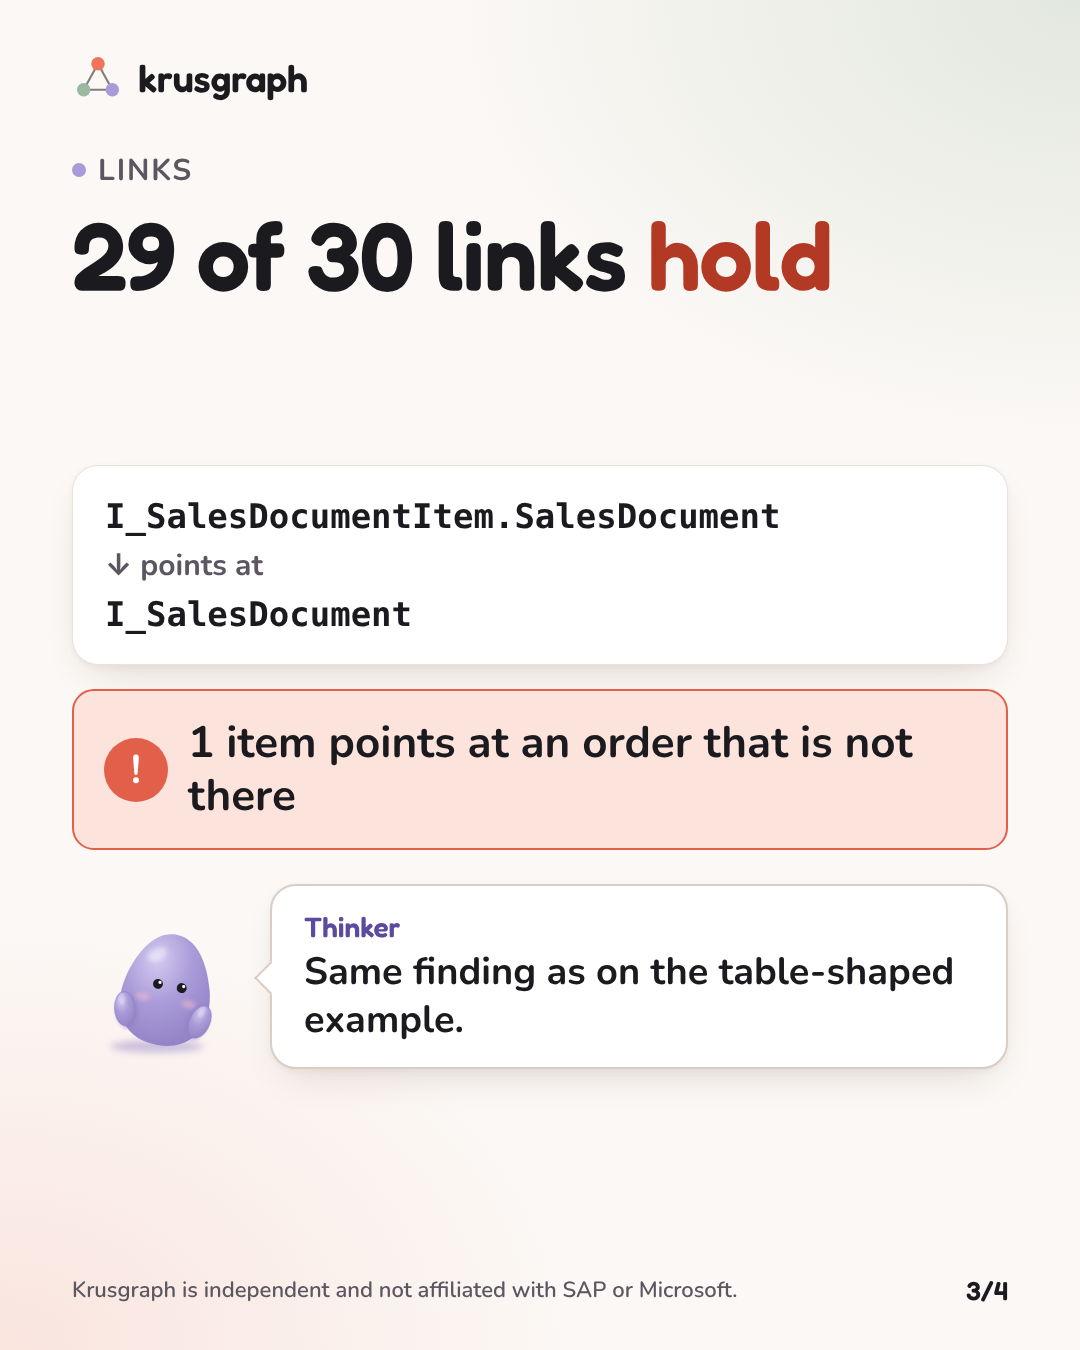 krusgraph
LINKS
29 of 30 links hold
I_SalesDocumentItem.SalesDocument
↓ points at
I_SalesDocument
!
1 item points at an order that is not
there
Thinker
Same finding as on the table-shaped
example.
Krusgraph is independent and not affiliated with SAP or Microsoft.
3/4